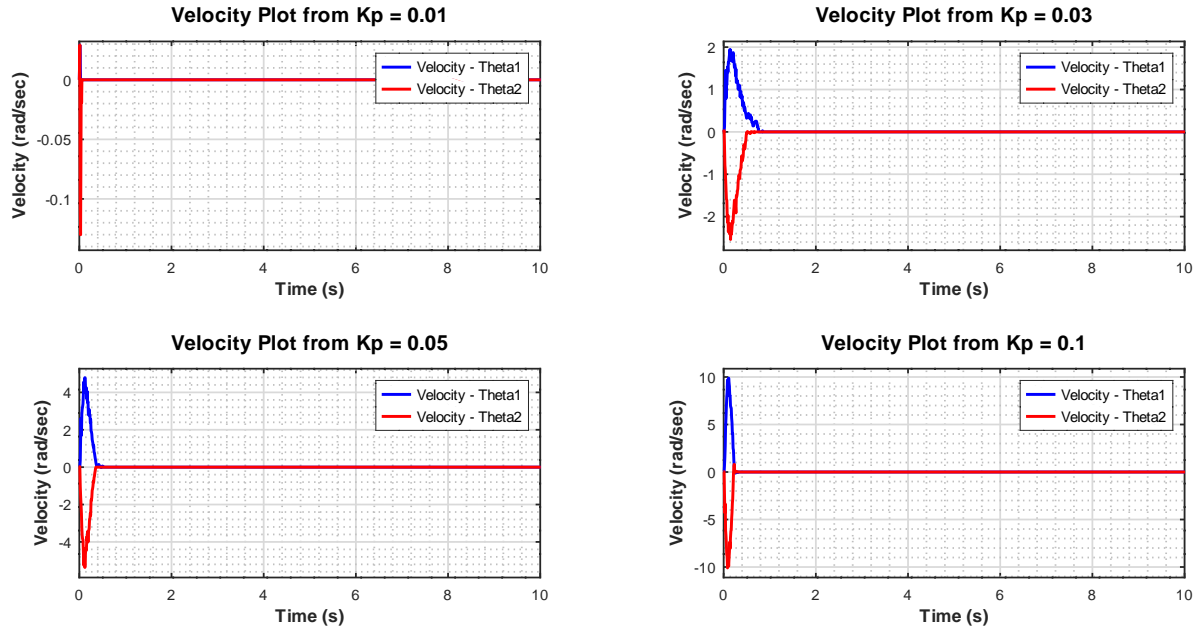 Velocity Plot from Kp = 0.01
Velocity (rad/sec)
0
-0.05
-0.1
Velocity - Theta1
Velocity - Theta2
0 2 4 6 8 10
Time (s)
Velocity Plot from Kp = 0.03
Velocity (rad/sec)
2
1
0
-1
-2
Velocity - Theta1
Velocity - Theta2
0 2 4 6 8 10
Time (s)
Velocity Plot from Kp = 0.05
Velocity (rad/sec)
4
2
0
-2
-4
Velocity - Theta1
Velocity - Theta2
0 2 4 6 8 10
Time (s)
Velocity Plot from Kp = 0.1
Velocity (rad/sec)
10
5
0
-5
-10
Velocity - Theta1
Velocity - Theta2
0 2 4 6 8 10
Time (s)